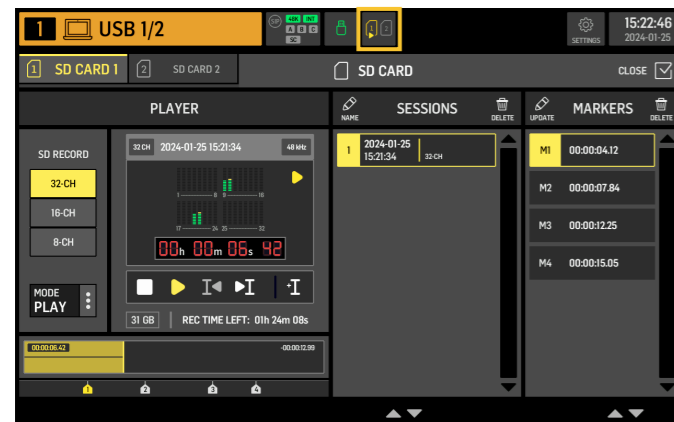 1 USB 1/2
SIP 48K INT
A B C
SC
1 2
SETTINGS
15:22:46
2024-01-25
1 SD CARD 1
2 SD CARD 2
SD CARD
CLOSE
PLAYER
NAME
SESSIONS
DELETE
UPDATE
MARKERS
DELETE
SD RECORD
32-CH
16-CH
8-CH
MODE
PLAY
32 CH 2024-01-25 15:21:34 48 kHz
1 8 9 16
17 24 25 32
00h 00m 06s 42
31 GB REC TIME LEFT: 01h 24m 08s
00:00:06.42 -00:00:12.99
1 2 3 4
1 2024-01-25
15:21:34 32-CH
M1 00:00:04.12
M2 00:00:07.84
M3 00:00:12.25
M4 00:00:15.05